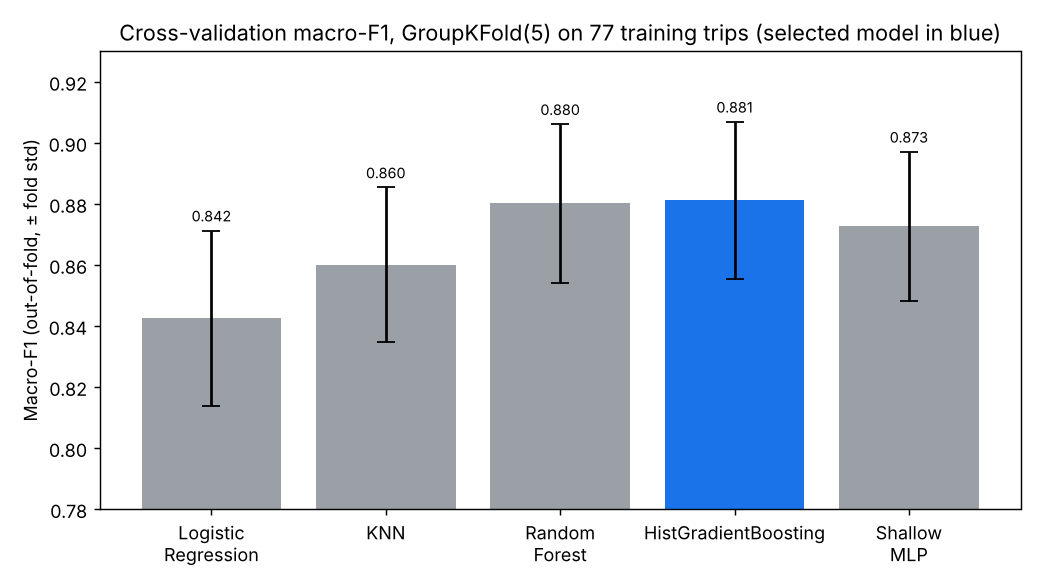 Cross-validation macro-F1, GroupKFold(5) on 77 training trips (selected model in blue)
Macro-F1 (out-of-fold, ± fold std)
0.92
0.90
0.88
0.86
0.84
0.82
0.80
0.78
0.842
0.860
0.880
0.881
0.873
Logistic
Regression
KNN
Random
Forest
HistGradientBoosting
Shallow
MLP